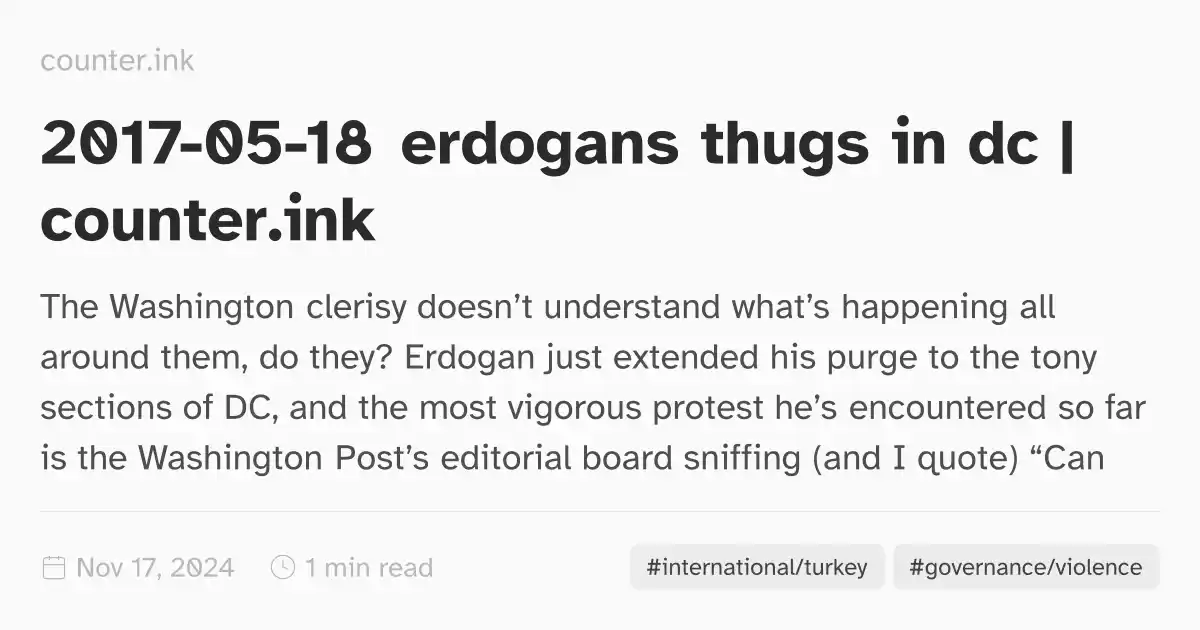 counter.ink
2017-05-18 erdogans thugs in dc |
counter.ink
The Washington clerisy doesn’t understand what’s happening all
around them, do they? Erdogan just extended his purge to the tony
sections of DC, and the most vigorous protest he’s encountered so far
is the Washington Post’s editorial board sniffing (and I quote) “Can
Nov 17, 2024 1 min read #international/turkey #governance/violence